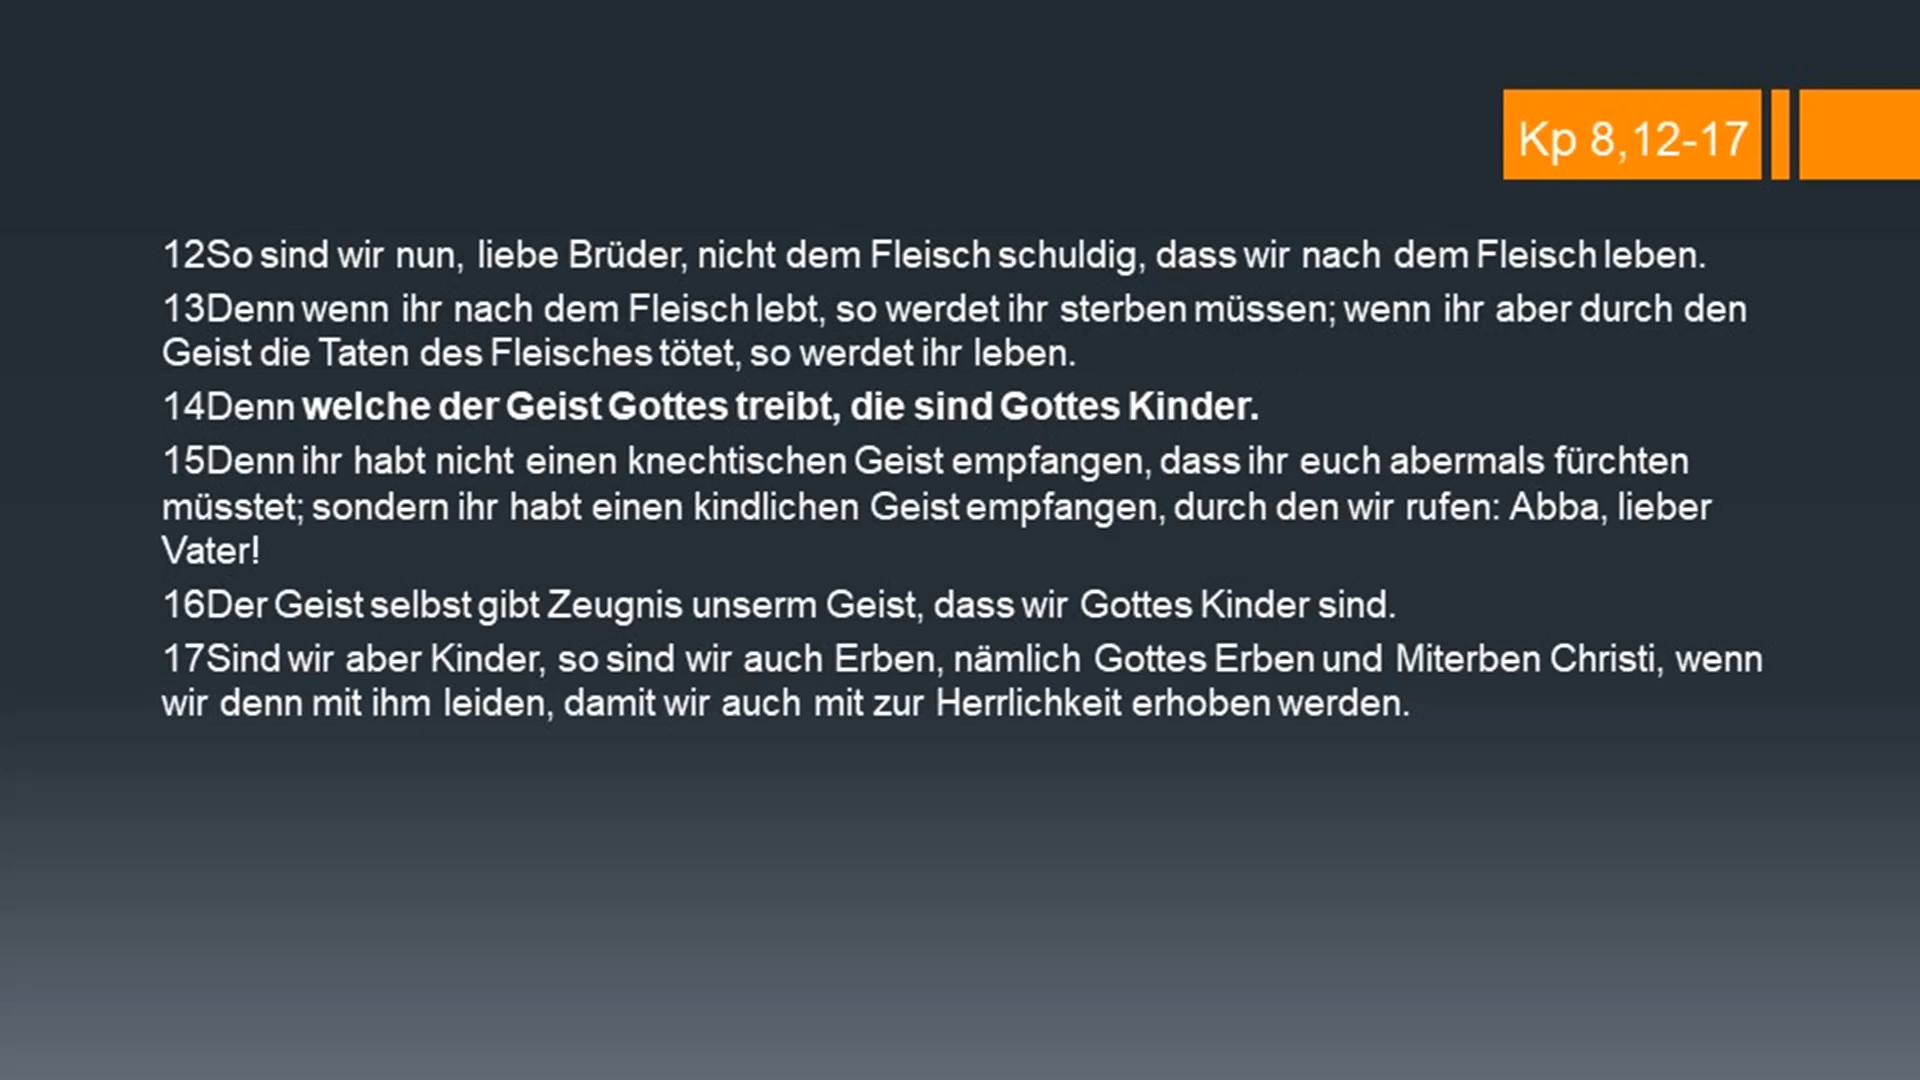 Kp 8,12-17
12So sind wir nun, liebe Brüder, nicht dem Fleisch schuldig, dass wir nach dem Fleisch leben.
13Denn wenn ihr nach dem Fleisch lebt, so werdet ihr sterben müssen; wenn ihr aber durch den
Geist die Taten des Fleisches tötet, so werdet ihr leben.
14Denn welche der Geist Gottes treibt, die sind Gottes Kinder.
15Denn ihr habt nicht einen knechtischen Geist empfangen, dass ihr euch abermals fürchten
müsstet; sondern ihr habt einen kindlichen Geist empfangen, durch den wir rufen: Abba, lieber
Vater!
16Der Geist selbst gibt Zeugnis unserm Geist, dass wir Gottes Kinder sind.
17Sind wir aber Kinder, so sind wir auch Erben, nämlich Gottes Erben und Miterben Christi, wenn
wir denn mit ihm leiden, damit wir auch mit zur Herrlichkeit erhoben werden.